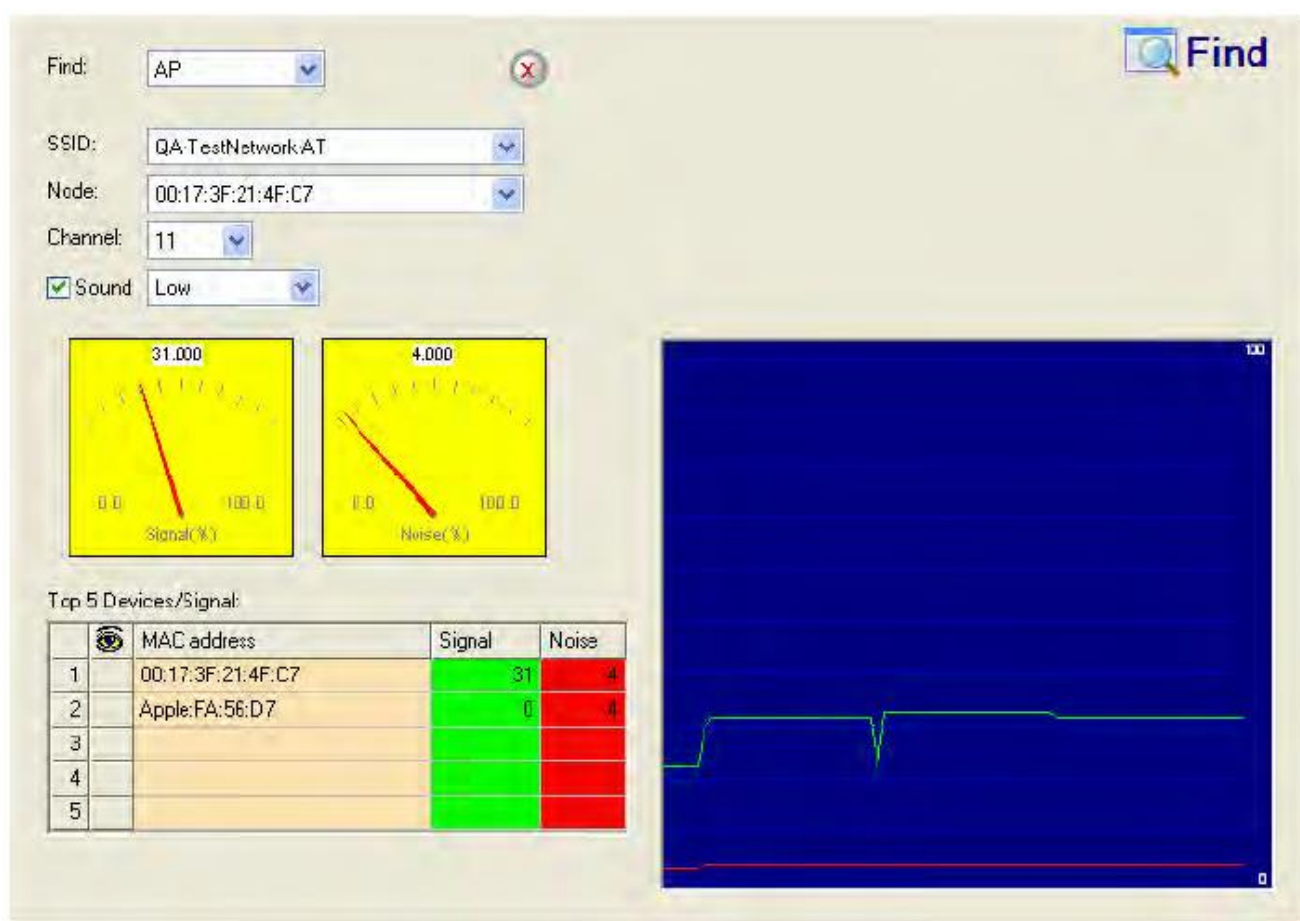 Find: AP
Find
SSID: QA-TestNetwork-AT
Node: 00:17:3F:21:4F:C7
Channel: 11
Sound Low
31.000
0.0 100.0
Signal(%)
4.000
0.0 100.0
Noise(%)
100
0
Top 5 Devices/Signal:
MAC address Signal Noise
1 00:17:3F:21:4F:C7 31 4
2 Apple:FA:56:D7 0 4
3
4
5